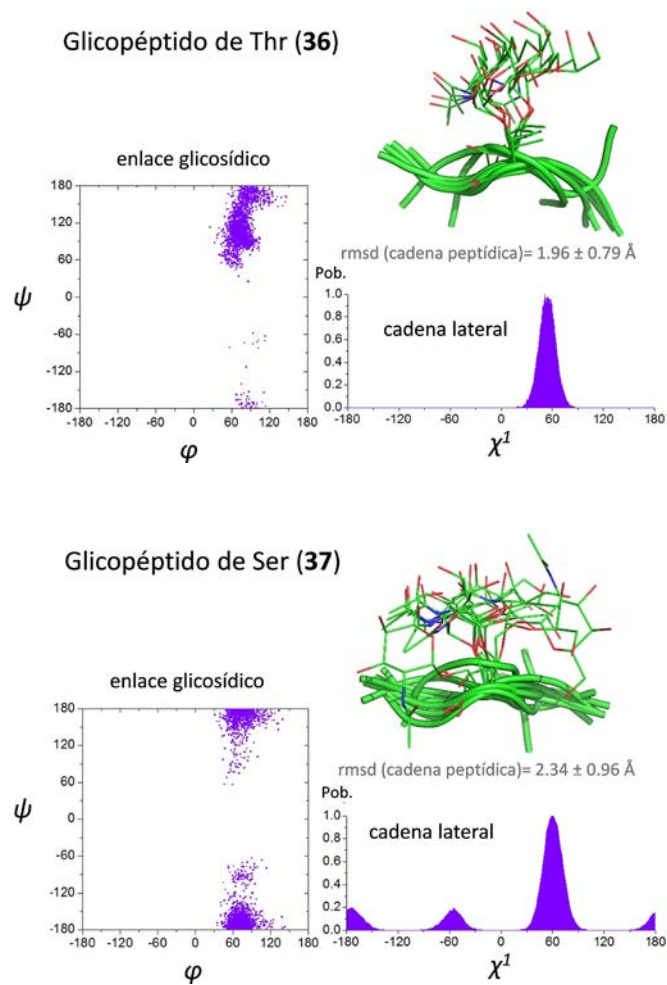 Glicopéptido de Thr (36)
enlace glicosídico
180
120
60
0
-60
-120
-180
ψ
-180 -120 -60 0 60 120 180
φ
rmsd (cadena peptídica)= 1.96 ± 0.79 Å
Pob.
cadena lateral
1.0
0.8
0.6
0.4
0.2
0.0
-180 -120 -60 0 60 120 180
χ¹
Glicopéptido de Ser (37)
enlace glicosídico
180
120
60
0
-60
-120
-180
ψ
-180 -120 -60 0 60 120 180
φ
rmsd (cadena peptídica)= 2.34 ± 0.96 Å
Pob.
cadena lateral
1.0
0.8
0.6
0.4
0.2
0.0
-180 -120 -60 0 60 120 180
χ¹